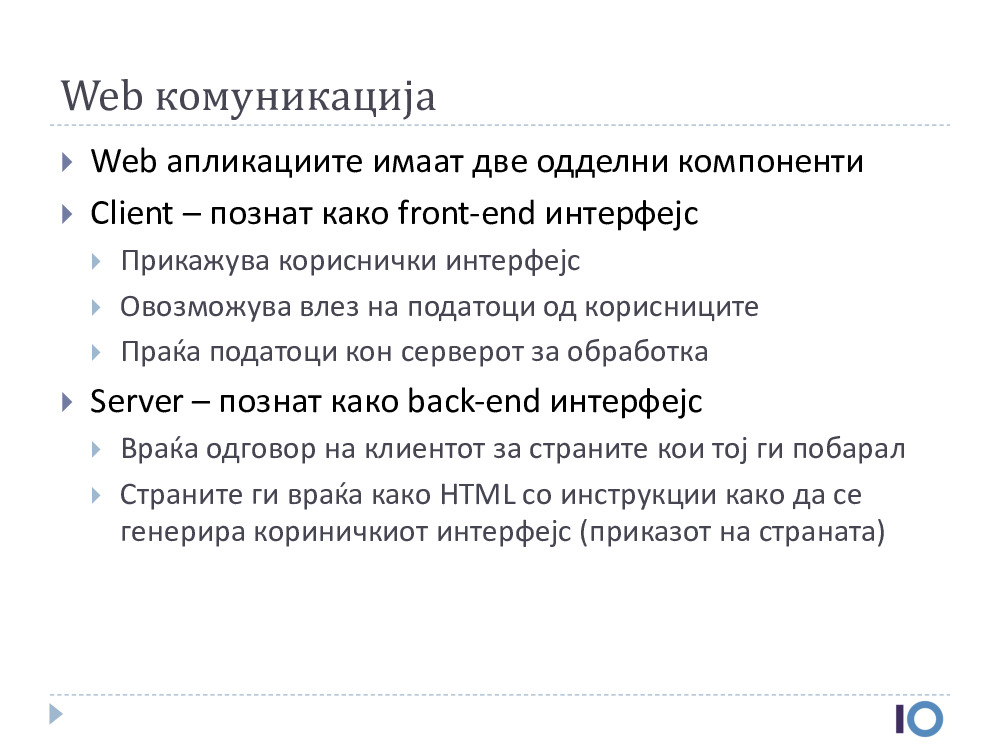 Web комуникација
Web апликациите имаат две одделни компоненти
Client – познат како front-end интерфејс
Прикажува кориснички интерфејс
Овозможува влез на податоци од корисниците
Праќа податоци кон серверот за обработка
Server – познат како back-end интерфејс
Враќа одговор на клиентот за страните кои тој ги побарал
Страните ги враќа како HTML со инструкции како да се
генерира кориничкиот интерфејс (приказот на страната)
IO